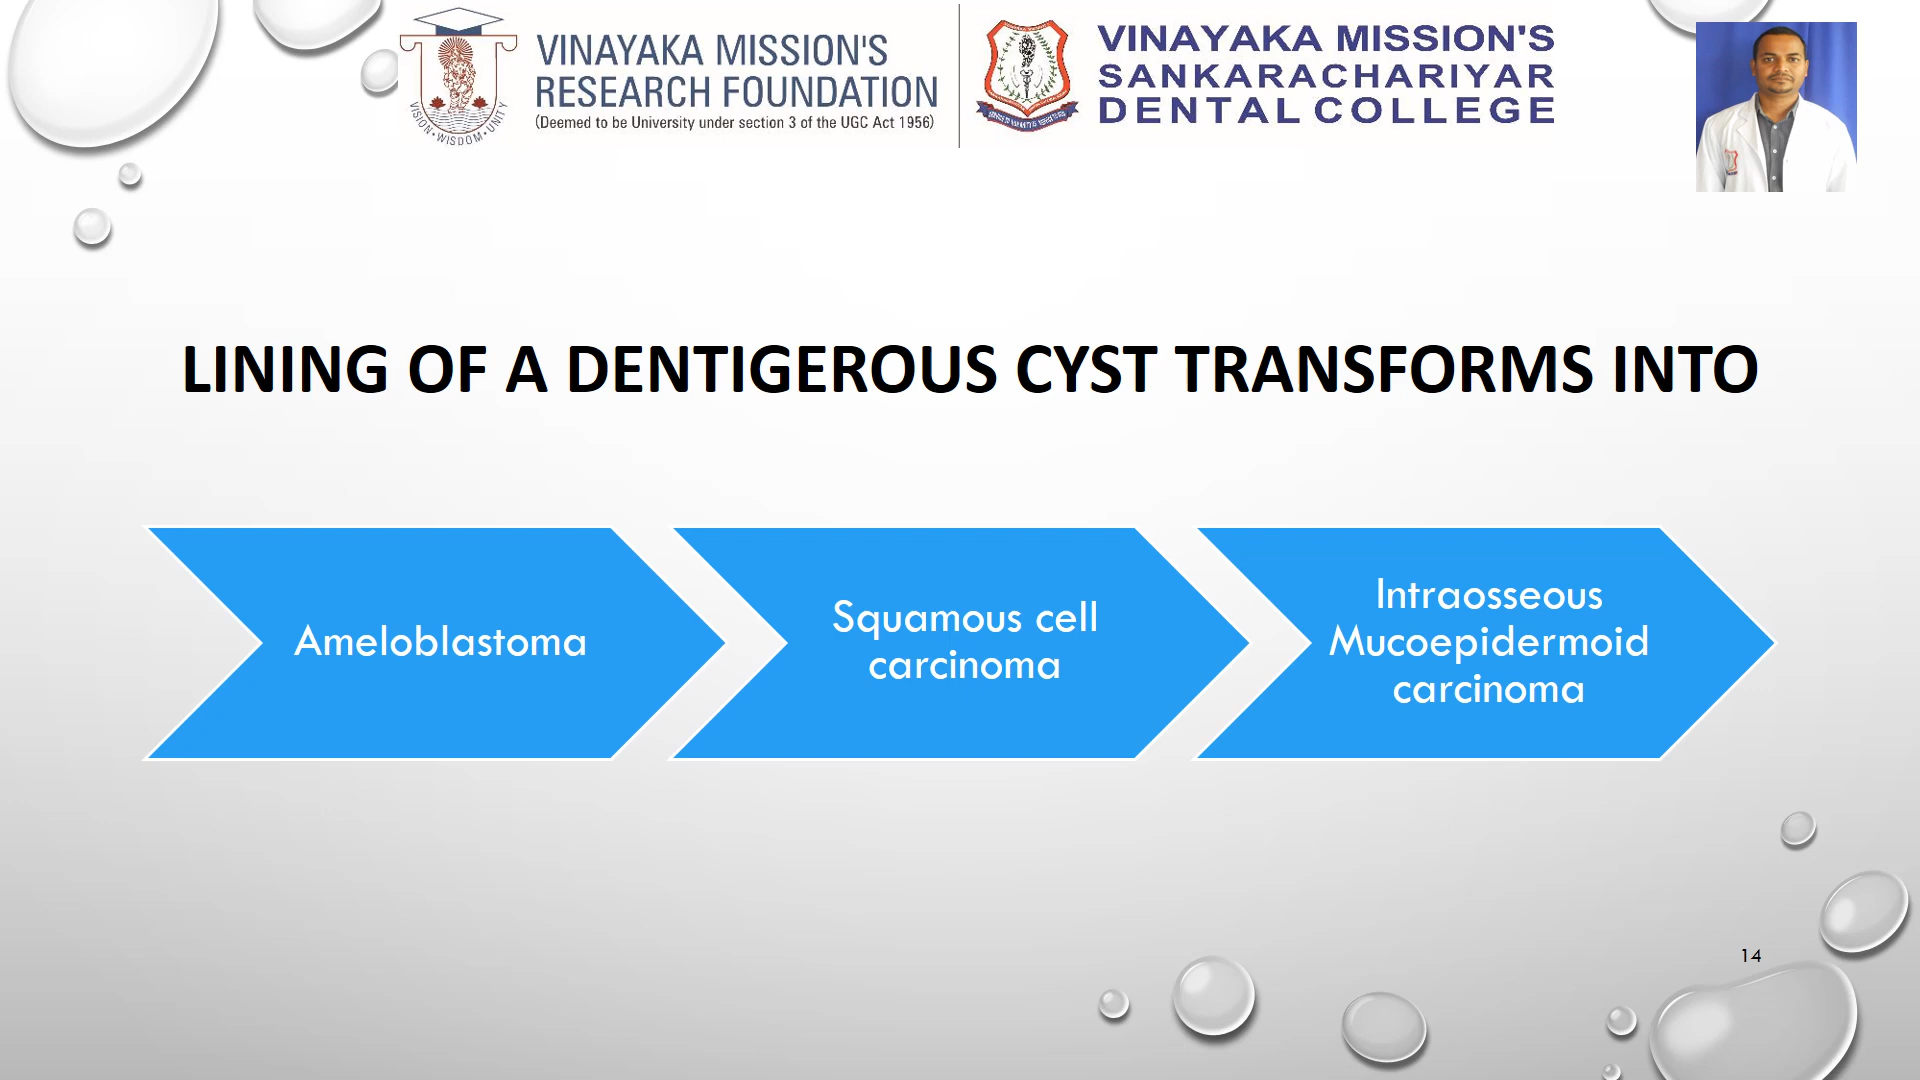 VISION • WISDOM • UNITY
VINAYAKA MISSION'S
RESEARCH FOUNDATION
(Deemed to be University under section 3 of the UGC Act 1956)
VINAYAKA MISSION'S
SANKARACHARIYAR
DENTAL COLLEGE
LINING OF A DENTIGEROUS CYST TRANSFORMS INTO
Ameloblastoma
Squamous cell
carcinoma
Intraosseous
Mucoepidermoid
carcinoma
14